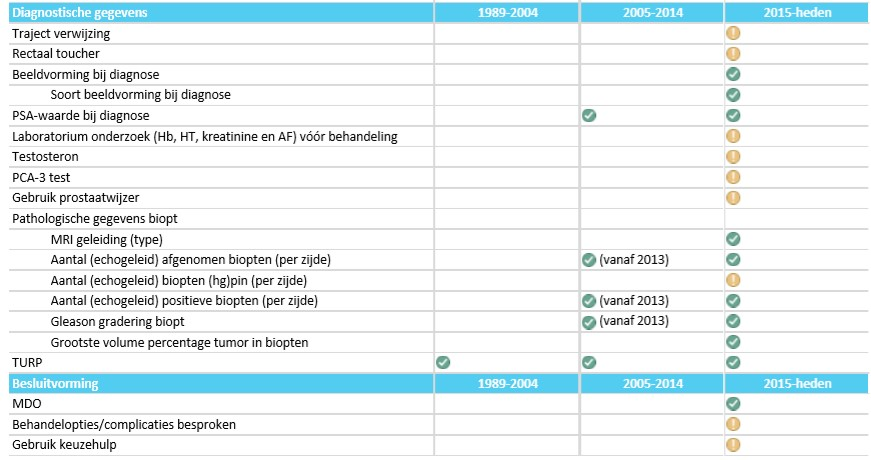 Diagnostische gegevens 1989-2004 2005-2014 2015-heden
Traject verwijzing
Rectaal toucher
Beeldvorming bij diagnose
Soort beeldvorming bij diagnose
PSA-waarde bij diagnose
Laboratorium onderzoek (Hb, HT, kreatinine en AF) vóór behandeling
Testosteron
PCA-3 test
Gebruik prostaatwijzer
Pathologische gegevens biopt
MRI geleiding (type)
Aantal (echogeleid) afgenomen biopten (per zijde) (vanaf 2013)
Aantal (echogeleid) biopten (hg)pin (per zijde)
Aantal (echogeleid) positieve biopten (per zijde) (vanaf 2013)
Gleason gradering biopt (vanaf 2013)
Grootste volume percentage tumor in biopten
TURP
Besluitvorming 1989-2004 2005-2014 2015-heden
MDO
Behandelopties/complicaties besproken
Gebruik keuzehulp